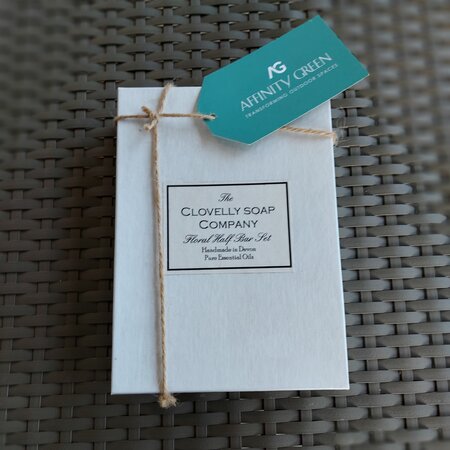 AG
AFFINITY GREEN
TRANSFORMING OUTDOOR SPACES
The
CLOVELLY SOAP
COMPANY
Floral Half Bar Set
Handmade in Devon
Pure Essential Oils